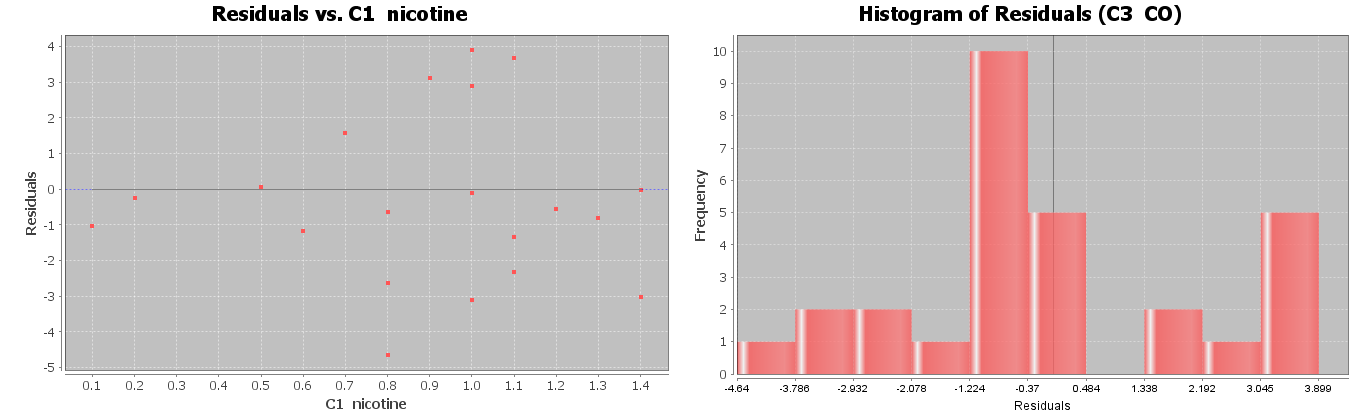 Residuals vs. C1 nicotine
4
3
2
1
0
-1
-2
-3
-4
-5
Residuals
0.1 0.2 0.3 0.4 0.5 0.6 0.7 0.8 0.9 1.0 1.1 1.2 1.3 1.4
C1 nicotine
Histogram of Residuals (C3 CO)
10
9
8
7
6
5
4
3
2
1
0
Frequency
-4.64 -3.786 -2.932 -2.078 -1.224 -0.37 0.484 1.338 2.192 3.045 3.899
Residuals